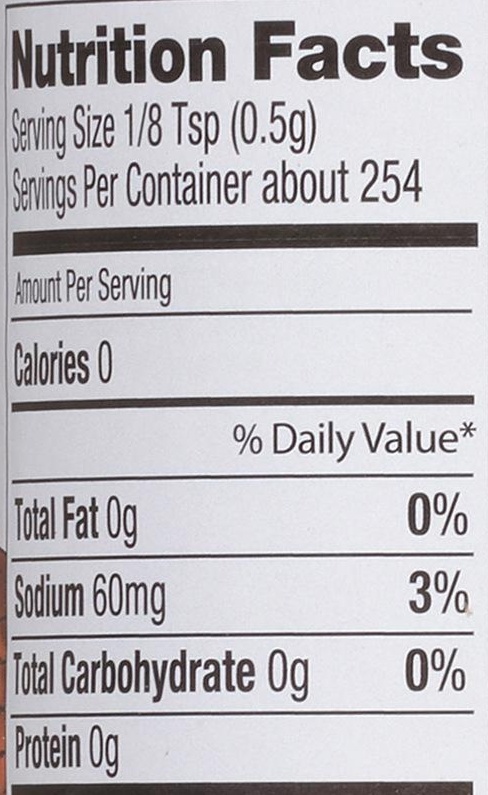 Nutrition Facts
Serving Size 1/8 Tsp (0.5g)
Servings Per Container about 254
Amount Per Serving
Calories 0
% Daily Value*
Total Fat 0g 0%
Sodium 60mg 3%
Total Carbohydrate 0g 0%
Protein 0g